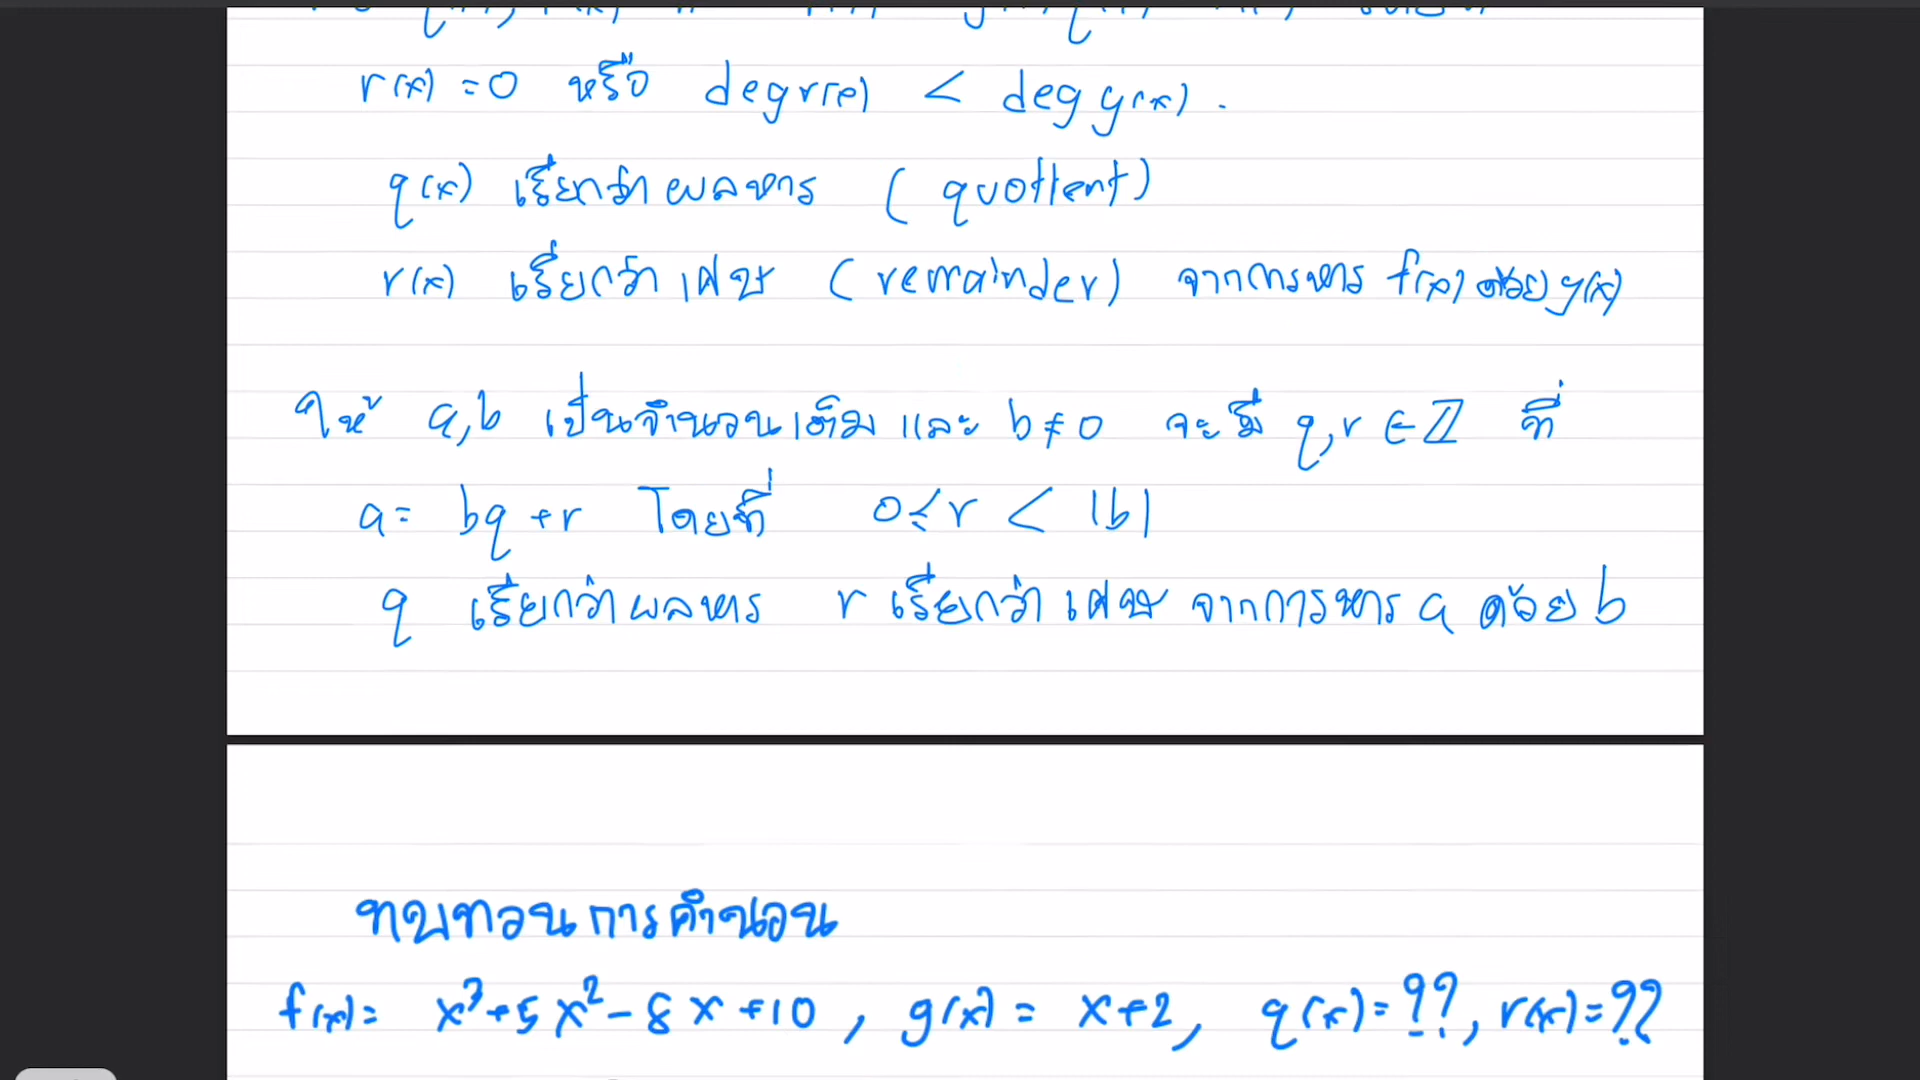 r(x) = 0 หรือ deg r(x) < deg g(x).
q(x) เรียกว่า ผลหาร ( quotient )
r(x) เรียกว่า เศษ ( remainder ) จากการหาร f(x) ด้วย g(x)
ให้ a,b เป็นจำนวนเต็ม และ b ≠ 0 จะมี q, r ∈ ℤ ที่
a = bq + r โดยที่ 0 ≤ r < |b|
q เรียกว่า ผลหาร r เรียกว่า เศษ จากการหาร a ด้วย b
ทบทวน การคำนวน
f(x) = x³+5x²-8x+10 , g(x) = x+2, q(x)=??, r(x)=??